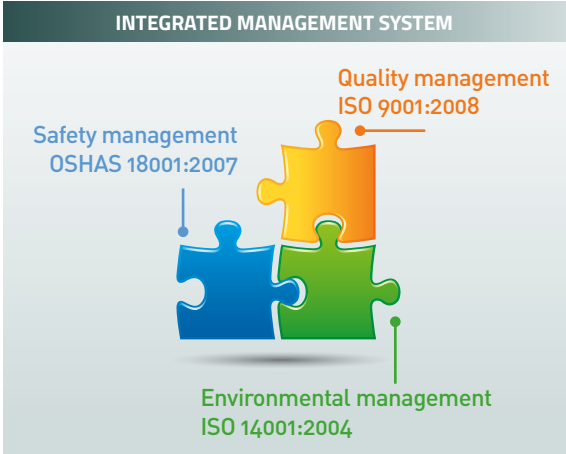 INTEGRATED MANAGEMENT SYSTEM
Quality management
ISO 9001:2008
Safety management
OSHAS 18001:2007
Environmental management
ISO 14001:2004